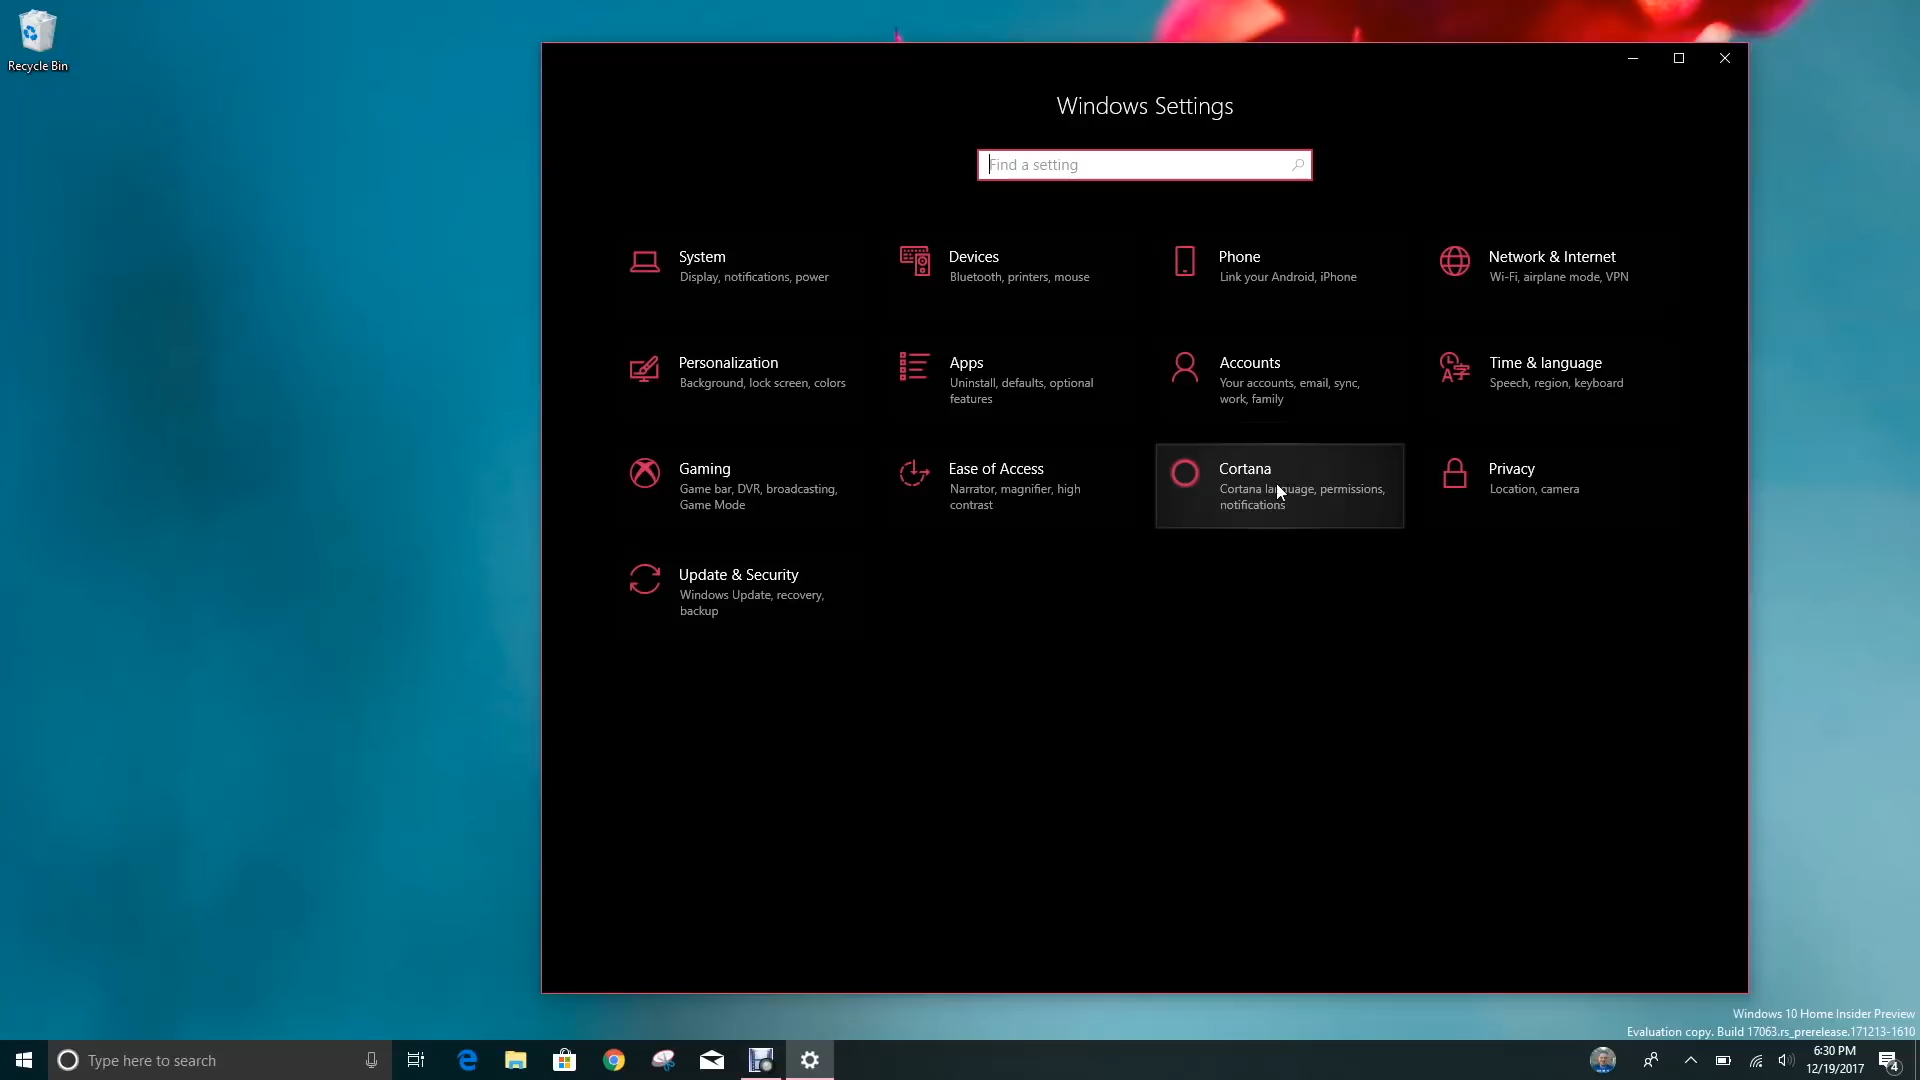 Recycle Bin
Windows Settings
Find a setting
System
Display, notifications, power
Devices
Bluetooth, printers, mouse
Phone
Link your Android, iPhone
Network & Internet
Wi-Fi, airplane mode, VPN
Personalization
Background, lock screen, colors
Apps
Uninstall, defaults, optional
features
Accounts
Your accounts, email, sync,
work, family
Time & language
Speech, region, keyboard
Gaming
Game bar, DVR, broadcasting,
Game Mode
Ease of Access
Narrator, magnifier, high
contrast
Cortana
Cortana language, permissions,
notifications
Privacy
Location, camera
Update & Security
Windows Update, recovery,
backup
Windows 10 Home Insider Preview
Evaluation copy. Build 17063.rs_prerelease.171213-1610
Type here to search
6:30 PM
12/19/2017
4